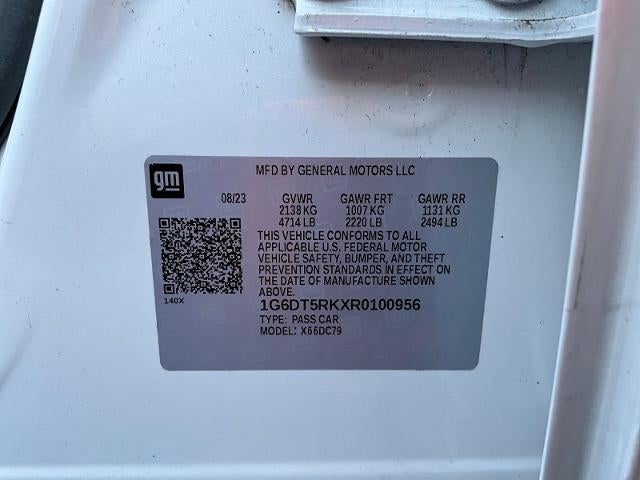 gm
MFD BY GENERAL MOTORS LLC
08/23 GVWR GAWR FRT GAWR RR
2138 KG 1007 KG 1131 KG
4714 LB 2220 LB 2494 LB
THIS VEHICLE CONFORMS TO ALL
APPLICABLE U.S. FEDERAL MOTOR
VEHICLE SAFETY, BUMPER, AND THEFT
PREVENTION STANDARDS IN EFFECT ON
THE DATE OF MANUFACTURE SHOWN
ABOVE.
140X
1G6DT5RKXR0100956
TYPE: PASS CAR
MODEL: X66DC79